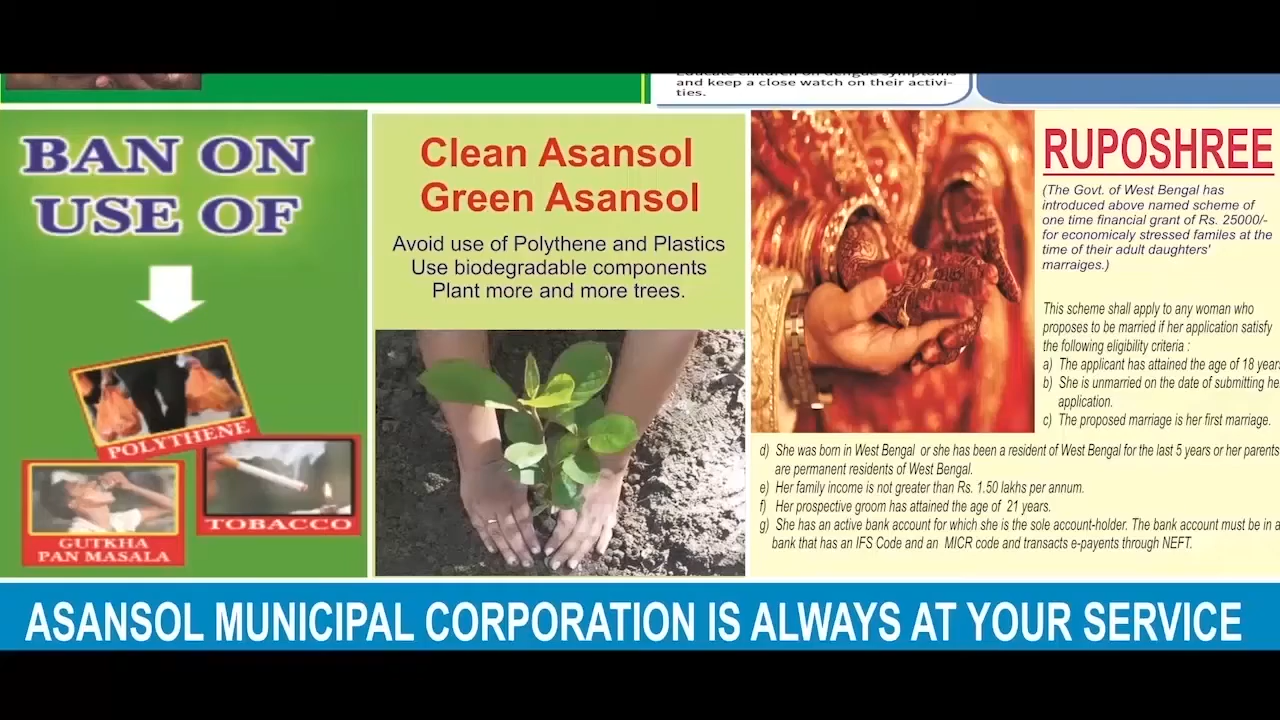 and keep a close watch on their activi-
ties.
BAN ON
USE OF
POLYTHENE
TOBACCO
GUTKHA
PAN MASALA
Clean Asansol
Green Asansol
Avoid use of Polythene and Plastics
Use biodegradable components
Plant more and more trees.
RUPOSHREE
(The Govt. of West Bengal has
introduced above named scheme of
one time financial grant of Rs. 25000/-
for economicaly stressed familes at the
time of their adult daughters'
marraiges.)
This scheme shall apply to any woman who
proposes to be married if her application satisfy
the following eligibility criteria :
a) The applicant has attained the age of 18 years
b) She is unmarried on the date of submitting he
application.
c) The proposed marriage is her first marriage.
d) She was born in West Bengal or she has been a resident of West Bengal for the last 5 years or her parents
are permanent residents of West Bengal.
e) Her family income is not greater than Rs. 1.50 lakhs per annum.
f) Her prospective groom has attained the age of 21 years.
g) She has an active bank account for which she is the sole account-holder. The bank account must be in a
bank that has an IFS Code and an MICR code and transacts e-payents through NEFT.
ASANSOL MUNICIPAL CORPORATION IS ALWAYS AT YOUR SERVICE